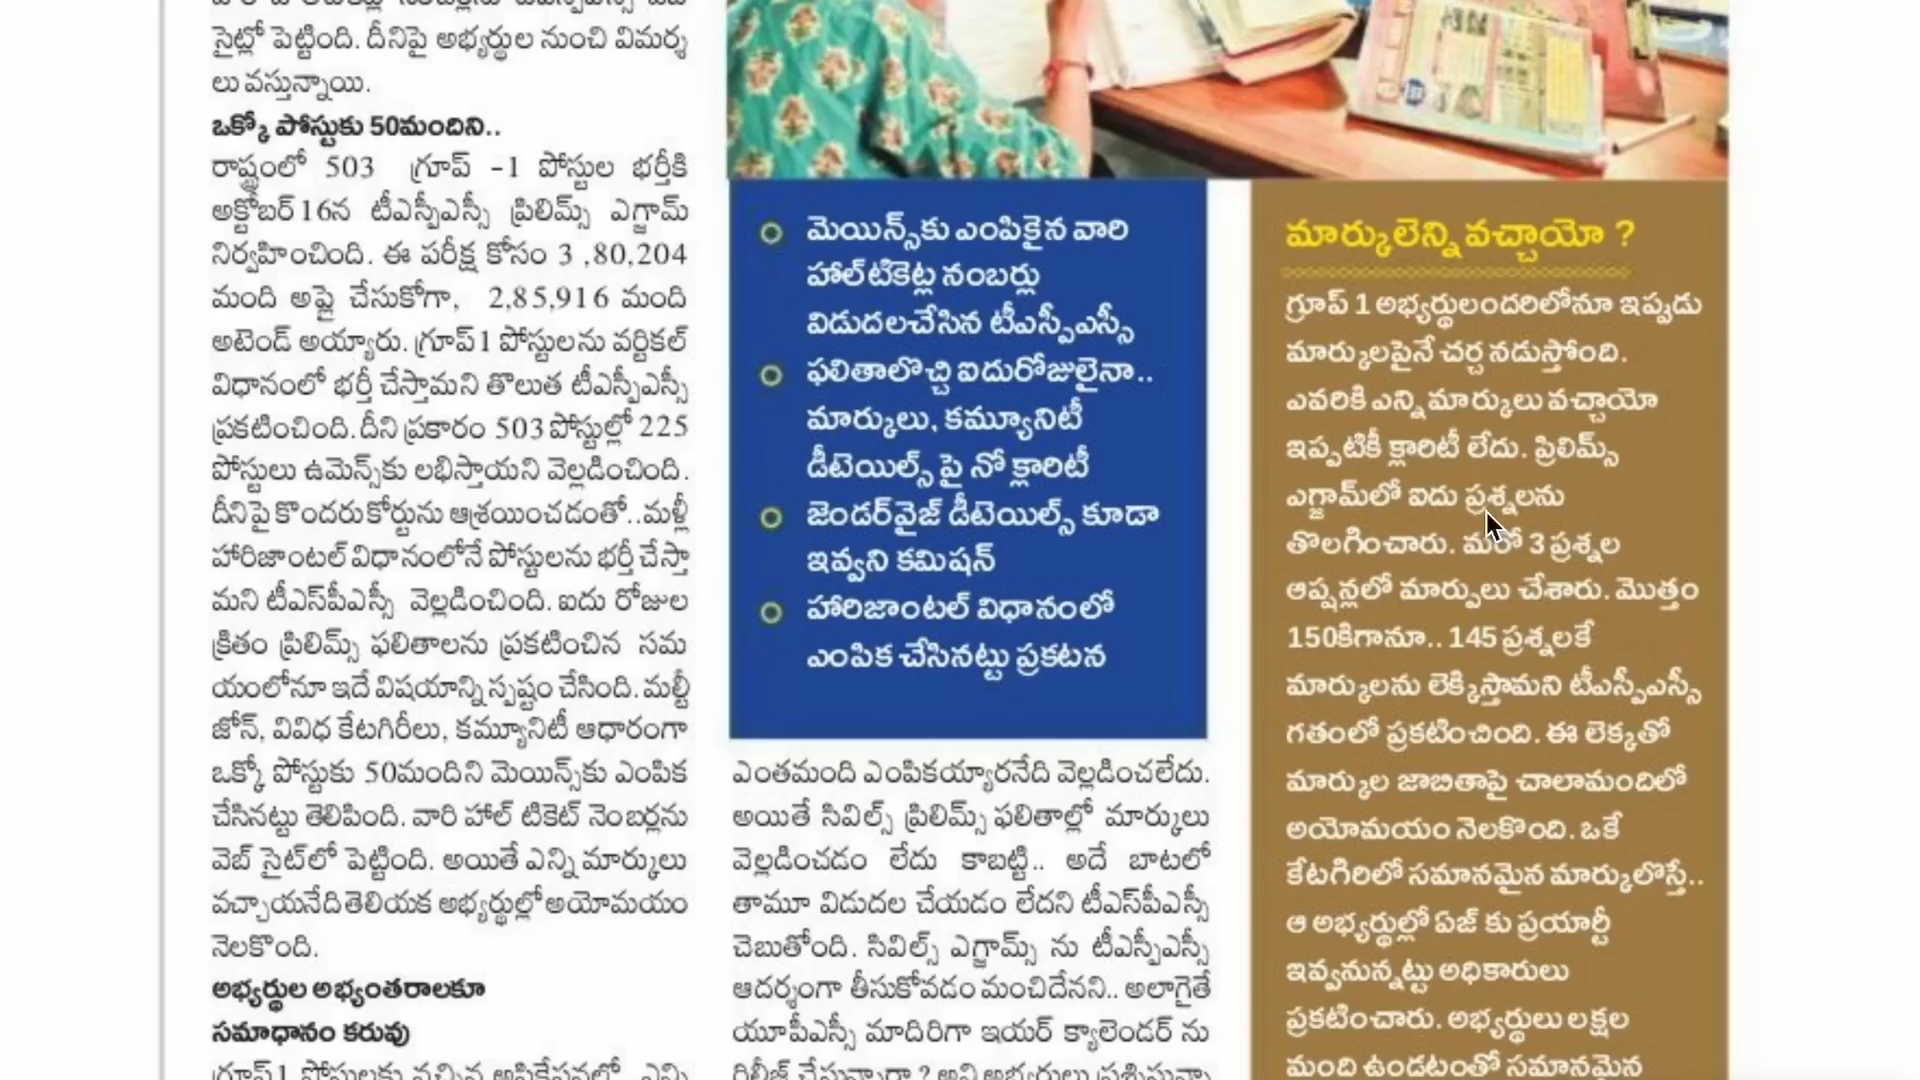 సైట్లో పెట్టింది. దీనిపై అభ్యర్థుల నుంచి విమర్శ
లు వస్తున్నాయి.
ఒక్కో పోస్టుకు 50మందిని..
రాష్ట్రంలో 503 గ్రూప్ -1 పోస్టుల భర్తీకి
అక్టోబర్ 16న టీఎస్పీఎస్సీ ప్రిలిమ్స్ ఎగ్జామ్
నిర్వహించింది. ఈ పరీక్ష కోసం 3 ,80,204
మంది అప్లై చేసుకోగా, 2,85,916 మంది
అటెండ్ అయ్యారు. గ్రూప్1 పోస్టులను వర్టికల్
విధానంలో భర్తీ చేస్తామని తొలుత టీఎస్పీఎస్సీ
ప్రకటించింది. దీని ప్రకారం 503 పోస్టుల్లో 225
పోస్టులు ఉమెన్స్‌కు లభిస్తాయని వెల్లడించింది.
దీనిపై కొందరు కోర్టును ఆశ్రయించడంతో..మళ్లీ
హారిజాంటల్ విధానంలోనే పోస్టులను భర్తీ చేస్తా
మని టీఎస్‌పీఎస్సీ వెల్లడించింది. ఐదు రోజుల
క్రితం ప్రిలిమ్స్ ఫలితాలను ప్రకటించిన సమ
యంలోనూ ఇదే విషయాన్ని స్పష్టం చేసింది. మల్టీ
జోన్, వివిధ కేటగిరీలు, కమ్యూనిటీ ఆధారంగా
ఒక్కో పోస్టుకు 50మందిని మెయిన్స్‌కు ఎంపిక
చేసినట్టు తెలిపింది. వారి హాల్ టికెట్ నెంబర్లను
వెబ్ సైట్‌లో పెట్టింది. అయితే ఎన్ని మార్కులు
వచ్చాయనేది తెలియక అభ్యర్థుల్లో అయోమయం
నెలకొంది.
అభ్యర్థుల అభ్యంతరాలకూ
సమాధానం కరువు
మెయిన్స్‌కు ఎంపికైన వారి
హాల్‌టికెట్ల నంబర్లు
విడుదలచేసిన టీఎస్పీఎస్సీ
ఫలితాలొచ్చి ఐదురోజులైనా..
మార్కులు, కమ్యూనిటీ
డీటెయిల్స్ పై నో క్లారిటీ
జెండర్‌వైజ్ డీటెయిల్స్ కూడా
ఇవ్వని కమిషన్
హారిజాంటల్ విధానంలో
ఎంపిక చేసినట్టు ప్రకటన
ఎంతమంది ఎంపికయ్యారనేది వెల్లడించలేదు.
అయితే సివిల్స్ ప్రిలిమ్స్ ఫలితాల్లో మార్కులు
వెల్లడించడం లేదు కాబట్టి.. అదే బాటలో
తామూ విడుదల చేయడం లేదని టీఎస్‌పీఎస్సీ
చెబుతోంది. సివిల్స్ ఎగ్జామ్స్ ను టీఎస్పీఎస్సీ
ఆదర్శంగా తీసుకోవడం మంచిదేనని.. అలాగైతే
యూపీఎస్సీ మాదిరిగా ఇయర్ క్యాలెండర్ ను
మార్కులెన్ని వచ్చాయో ?
గ్రూప్ 1 అభ్యర్థులందరిలోనూ ఇప్పుడు
మార్కులపైనే చర్చ నడుస్తోంది.
ఎవరికి ఎన్ని మార్కులు వచ్చాయో
ఇప్పటికీ క్లారిటీ లేదు. ప్రిలిమ్స్
ఎగ్జామ్‌లో ఐదు ప్రశ్నలను
తొలగించారు. మరో 3 ప్రశ్నల
ఆప్షన్లలో మార్పులు చేశారు. మొత్తం
150కిగానూ.. 145 ప్రశ్నలకే
మార్కులను లెక్కిస్తామని టీఎస్పీఎస్సీ
గతంలో ప్రకటించింది. ఈ లెక్కతో
మార్కుల జాబితాపై చాలామందిలో
అయోమయం నెలకొంది. ఒకే
కేటగిరిలో సమానమైన మార్కులొస్తే..
ఆ అభ్యర్థుల్లో ఏజ్ కు ప్రయార్టీ
ఇవ్వనున్నట్టు అధికారులు
ప్రకటించారు. అభ్యర్థులు లక్షల
మంది ఉండటంతో సమానమైన